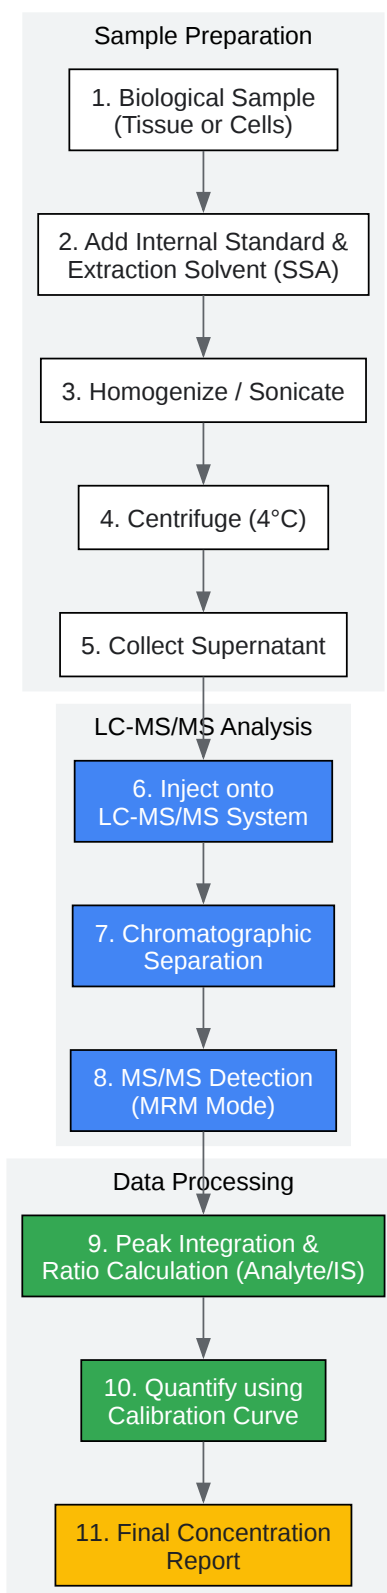 Sample Preparation
1. Biological Sample
(Tissue or Cells)
2. Add Internal Standard &
Extraction Solvent (SSA)
3. Homogenize / Sonicate
4. Centrifuge (4°C)
5. Collect Supernatant
LC-MS/MS Analysis
6. Inject onto
LC-MS/MS System
7. Chromatographic
Separation
8. MS/MS Detection
(MRM Mode)
Data Processing
9. Peak Integration &
Ratio Calculation (Analyte/IS)
10. Quantify using
Calibration Curve
11. Final Concentration
Report